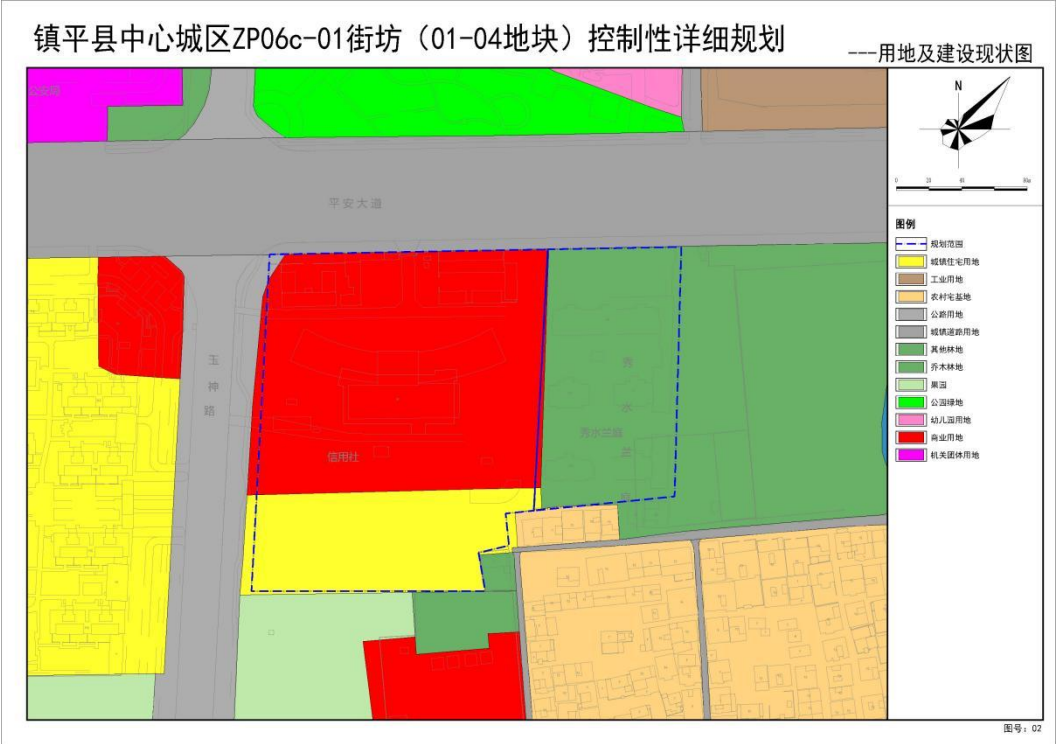 镇平县中心城区ZP06c-01街坊（01-04地块）控制性详细规划
---用地及建设现状图
公安局
N
平安大道
图例
规划范围
城镇住宅用地
工业用地
农村宅基地
公路用地
城镇道路用地
其他林地
乔木林地
果园
公园绿地
幼儿园用地
商业用地
机关团体用地
玉神路
信用社
图号：02